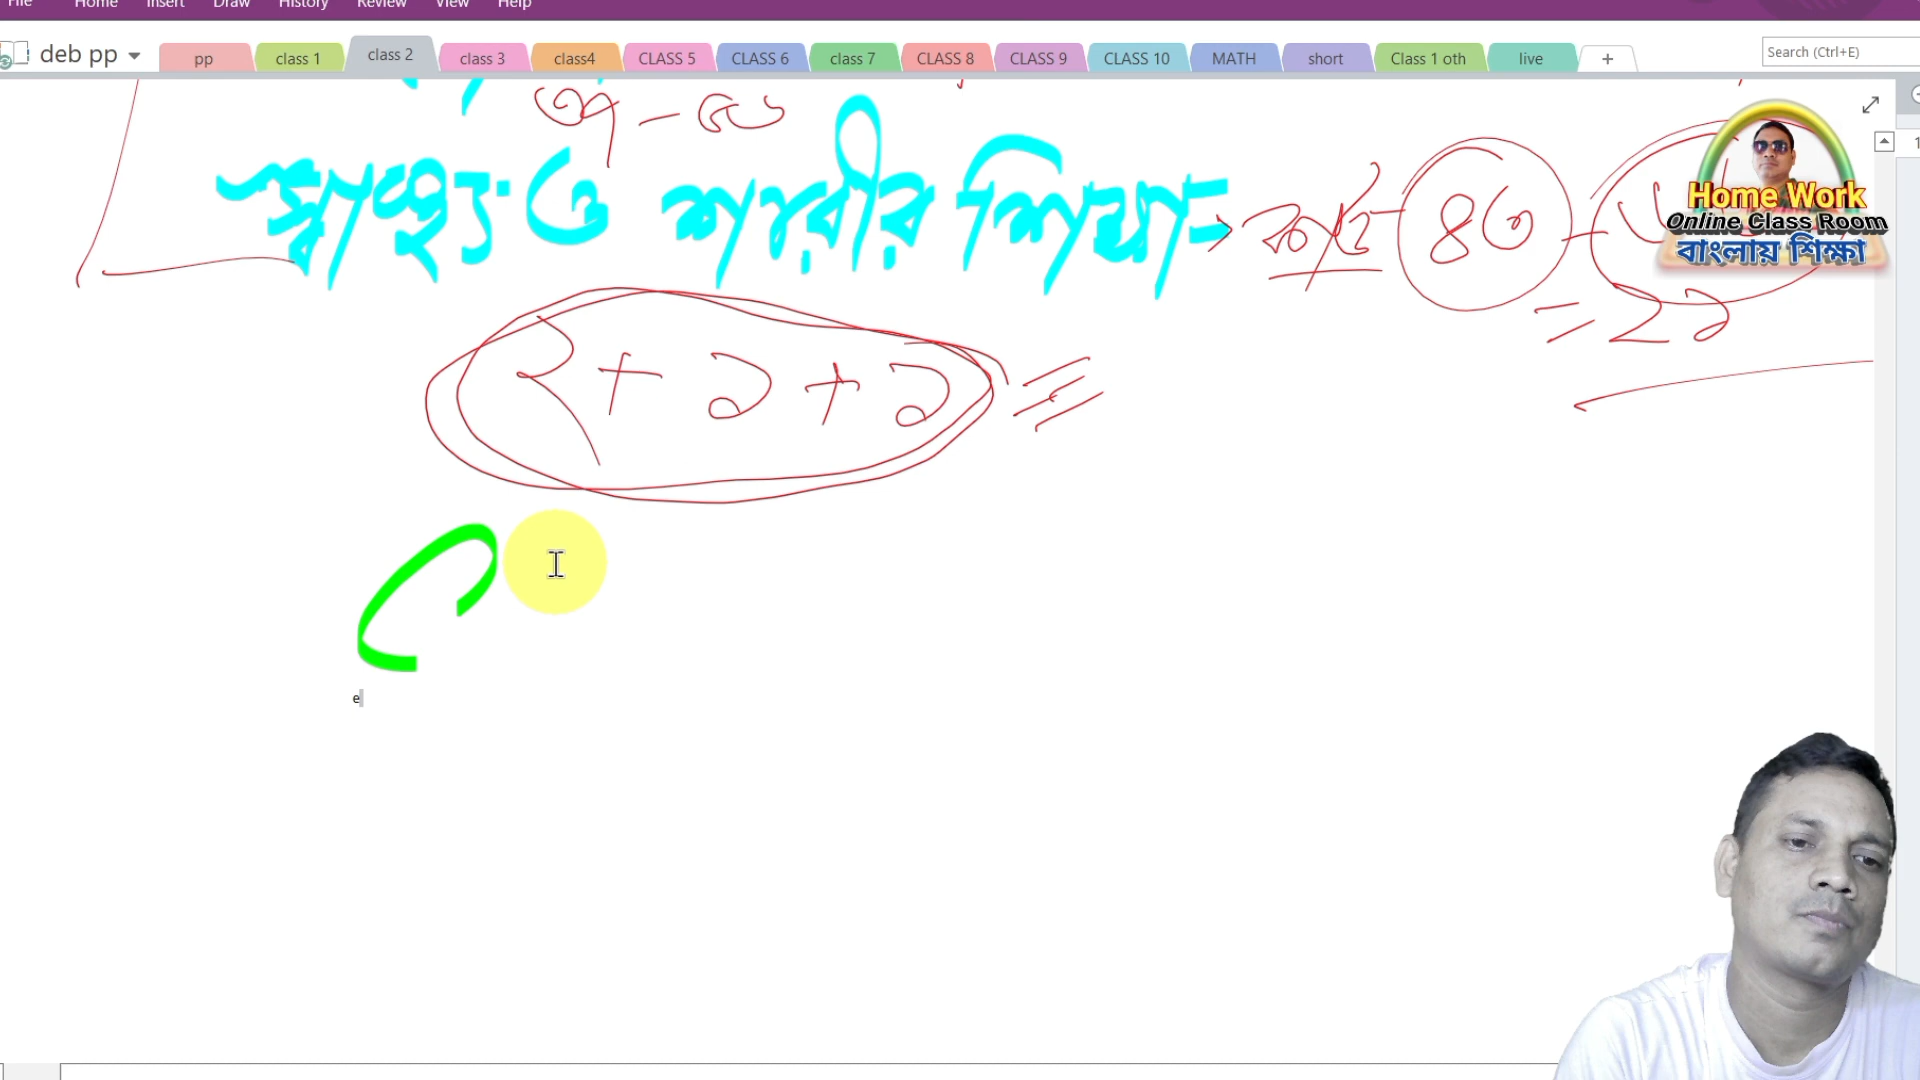 File Home Insert Draw History Review View Help
deb pp pp class 1 class 2 class 3 class4 CLASS 5 CLASS 6 class 7 CLASS 8 CLASS 9 CLASS 10 MATH short Class 1 oth live + Search (Ctrl+E)
স্বাস্থ্য ও শারীর শিক্ষা
৪৩
= ২১
২ + ১ + ১ =
e
Home Work
Online Class Room
বাংলায় শিক্ষা